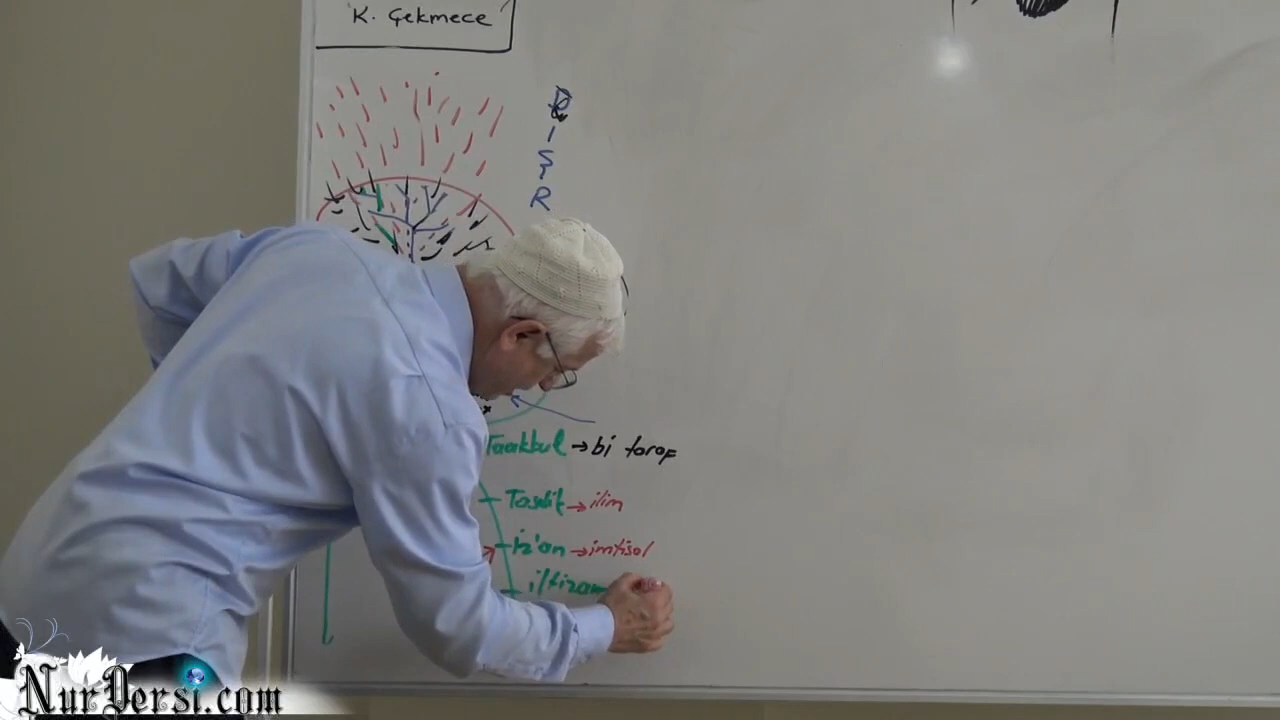 K. Çekmece
B
I
S
R
Taakkul → bi taraf
Tasdik → ilim
İz'an → imtisal
iltizam
NurDersi.com